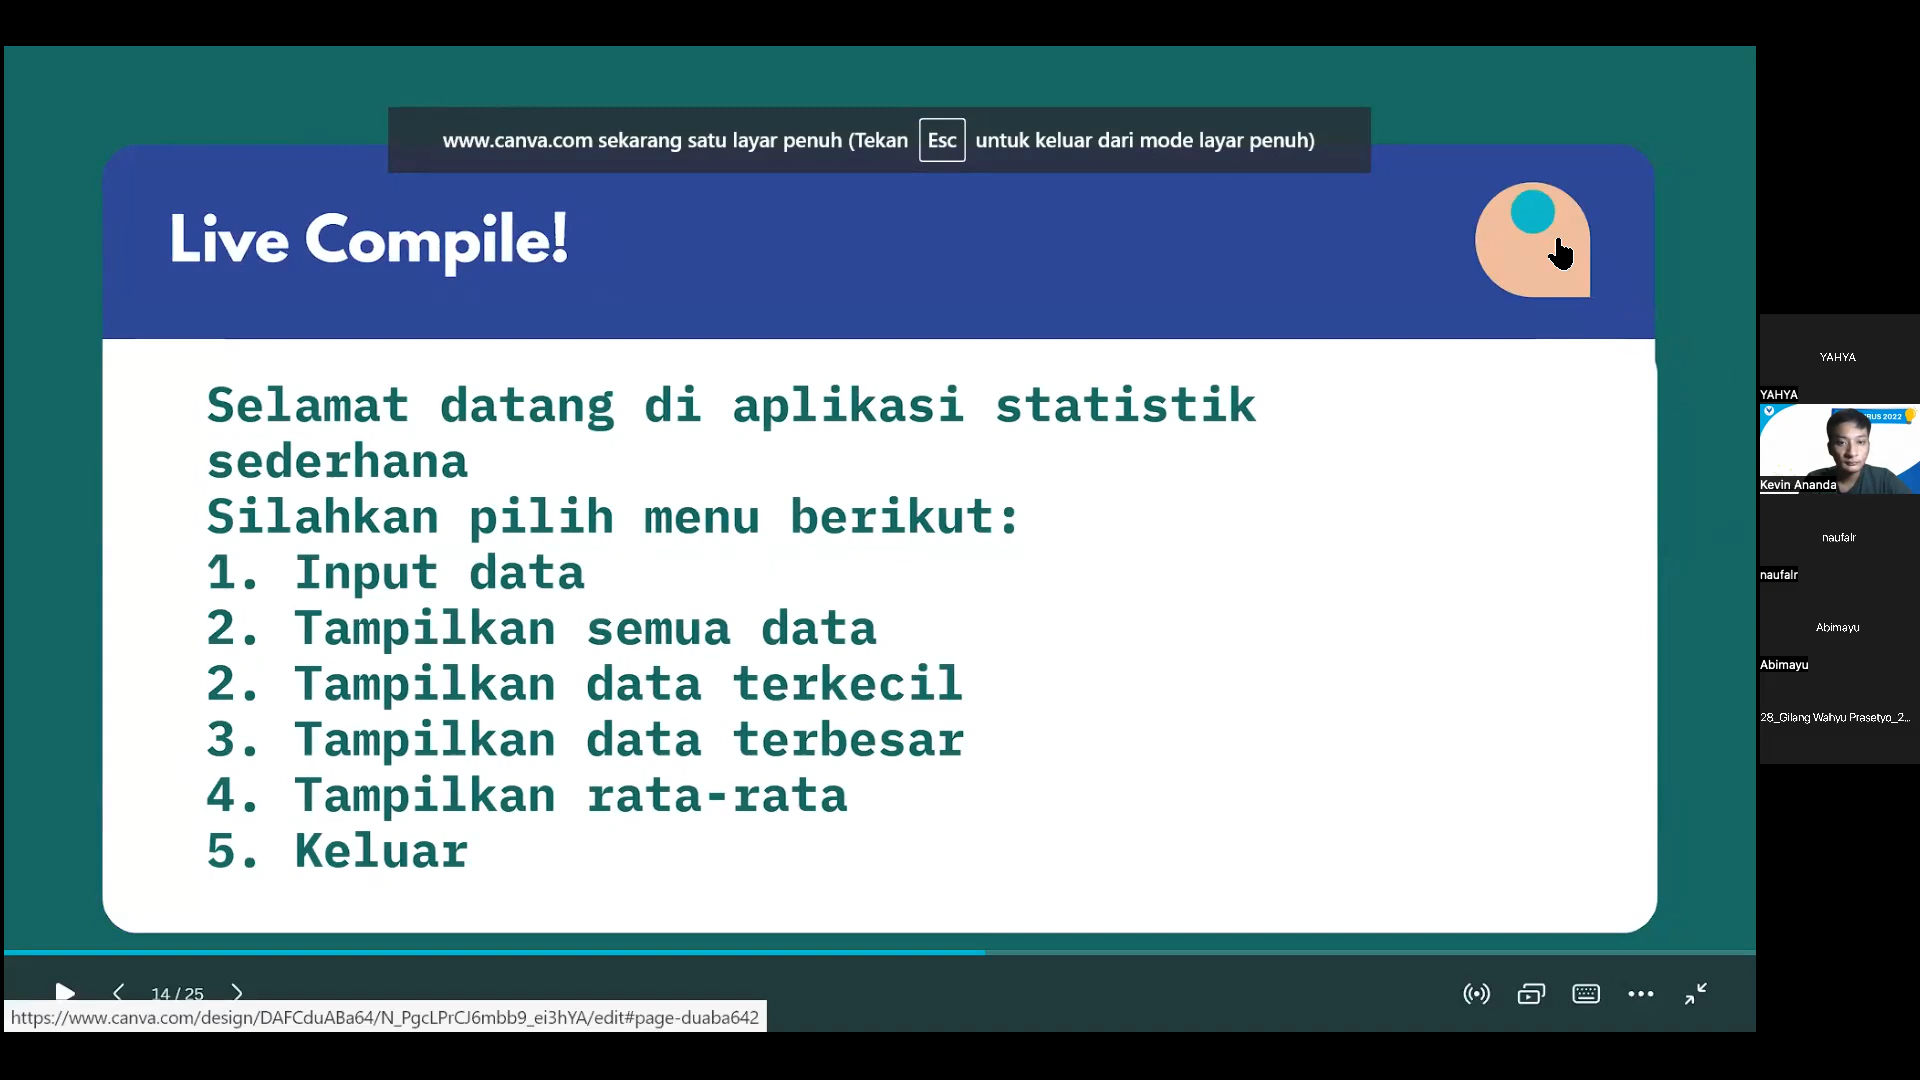 www.canva.com sekarang satu layar penuh (Tekan Esc untuk keluar dari mode layar penuh)
Live Compile!
Selamat datang di aplikasi statistik
sederhana
Silahkan pilih menu berikut:
1. Input data
2. Tampilkan semua data
2. Tampilkan data terkecil
3. Tampilkan data terbesar
4. Tampilkan rata-rata
5. Keluar
14 / 25
https://www.canva.com/design/DAFCduABa64/N_PgcLPrCJ6mbb9_ei3hYA/edit#page-duaba642
YAHYA
YAHYA
RUS 2022
Kevin Ananda
naufalr
naufalr
Abimayu
Abimayu
28_Gilang Wahyu Prasetyo_2...